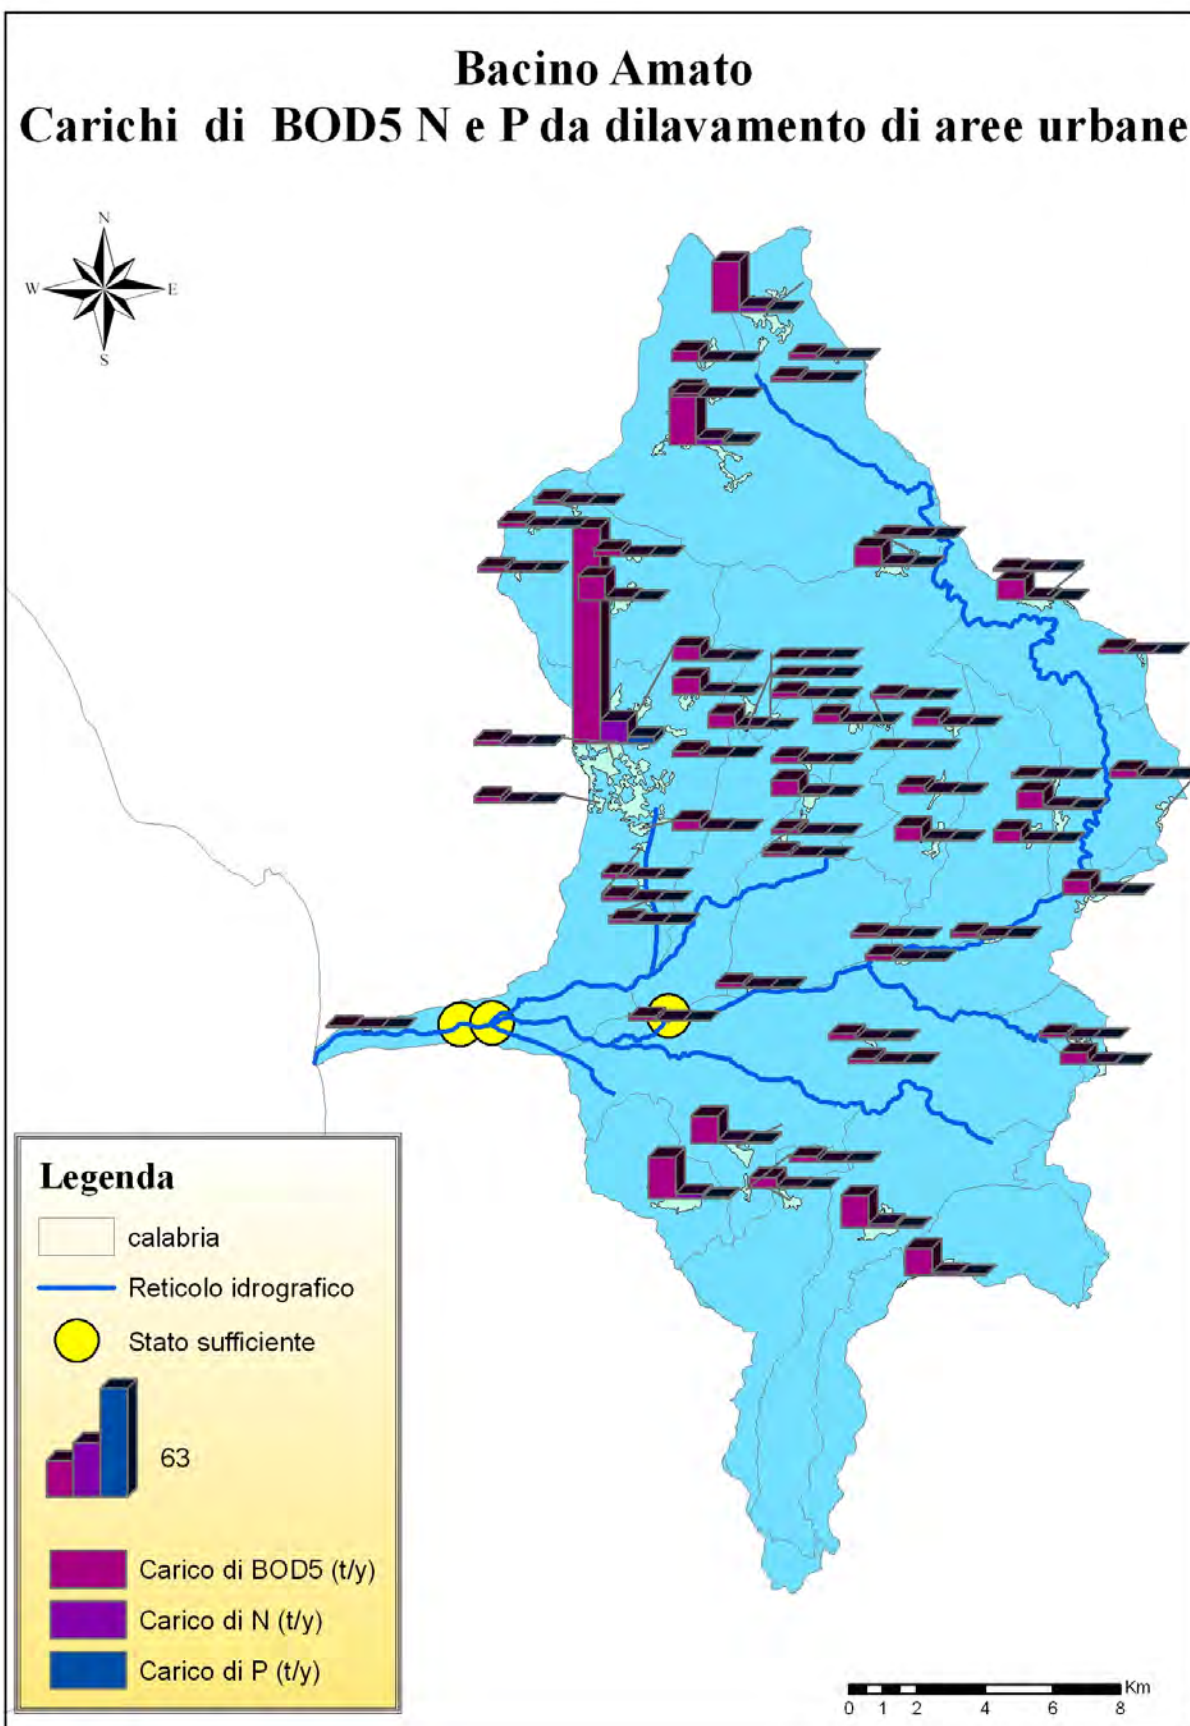 Bacino Amato
Carichi di BOD5 N e P da dilavamento di aree urbane
N
W E
S
Legenda
calabria
Reticolo idrografico
Stato sufficiente
63
Carico di BOD5 (t/y)
Carico di N (t/y)
Carico di P (t/y)
Km
0 1 2 4 6 8